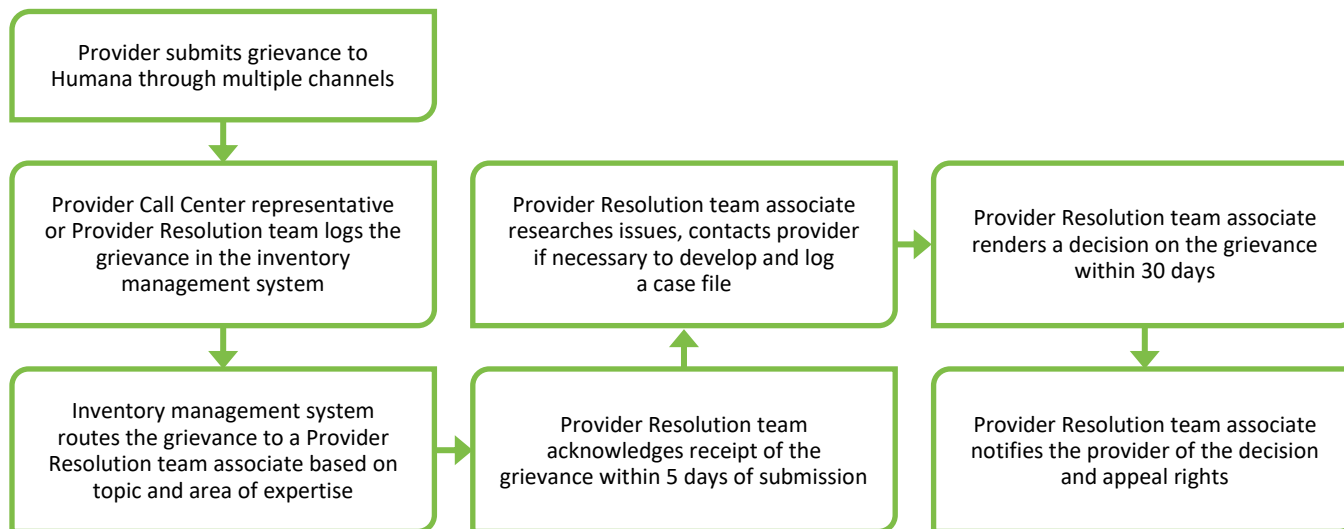 Provider submits grievance to
Humana through multiple channels
Provider Call Center representative
or Provider Resolution team logs the
grievance in the inventory
management system
Inventory management system
routes the grievance to a Provider
Resolution team associate based on
topic and area of expertise
Provider Resolution team
acknowledges receipt of the
grievance within 5 days of submission
Provider Resolution team associate
researches issues, contacts provider
if necessary to develop and log
a case file
Provider Resolution team associate
renders a decision on the grievance
within 30 days
Provider Resolution team associate
notifies the provider of the decision
and appeal rights